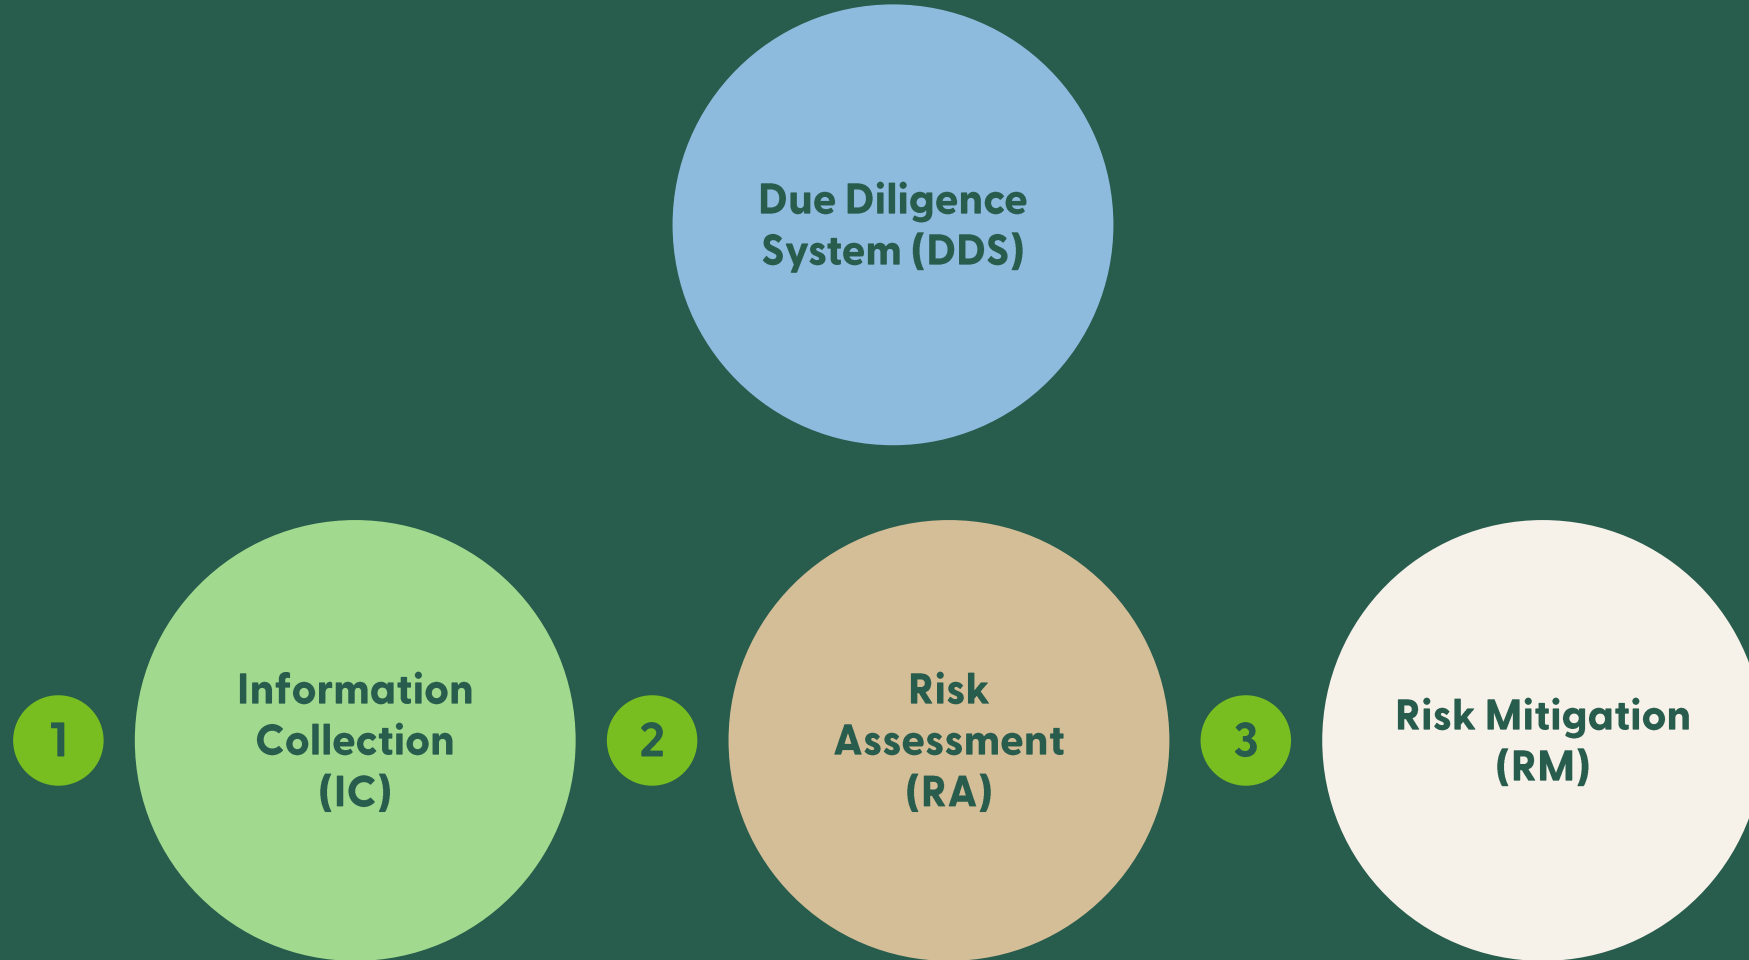 Due Diligence
System (DDS)
1
Information
Collection
(IC)
2
Risk
Assessment
(RA)
3
Risk Mitigation
(RM)